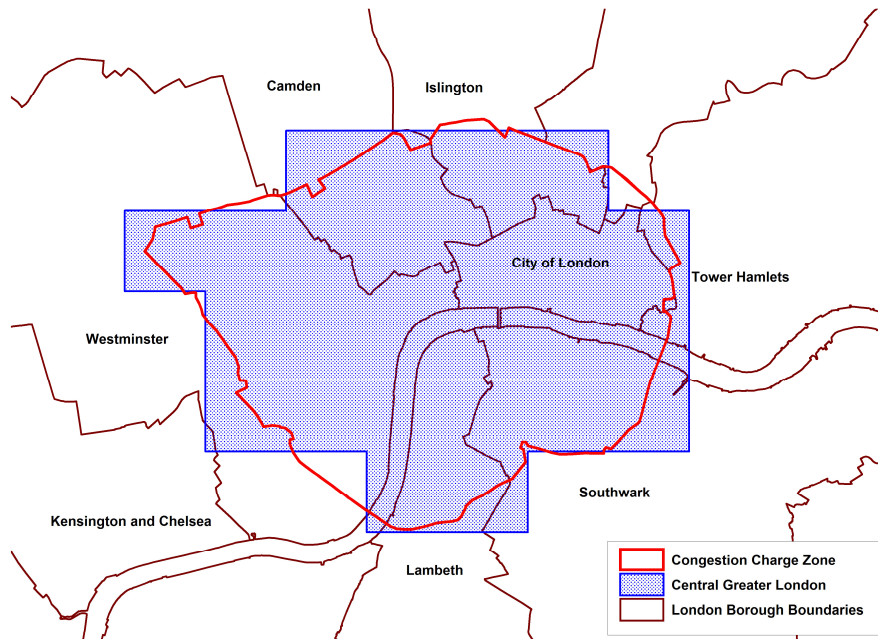 Camden
Islington
City of London
Tower Hamlets
Westminster
Southwark
Kensington and Chelsea
Lambeth
Congestion Charge Zone
Central Greater London
London Borough Boundaries